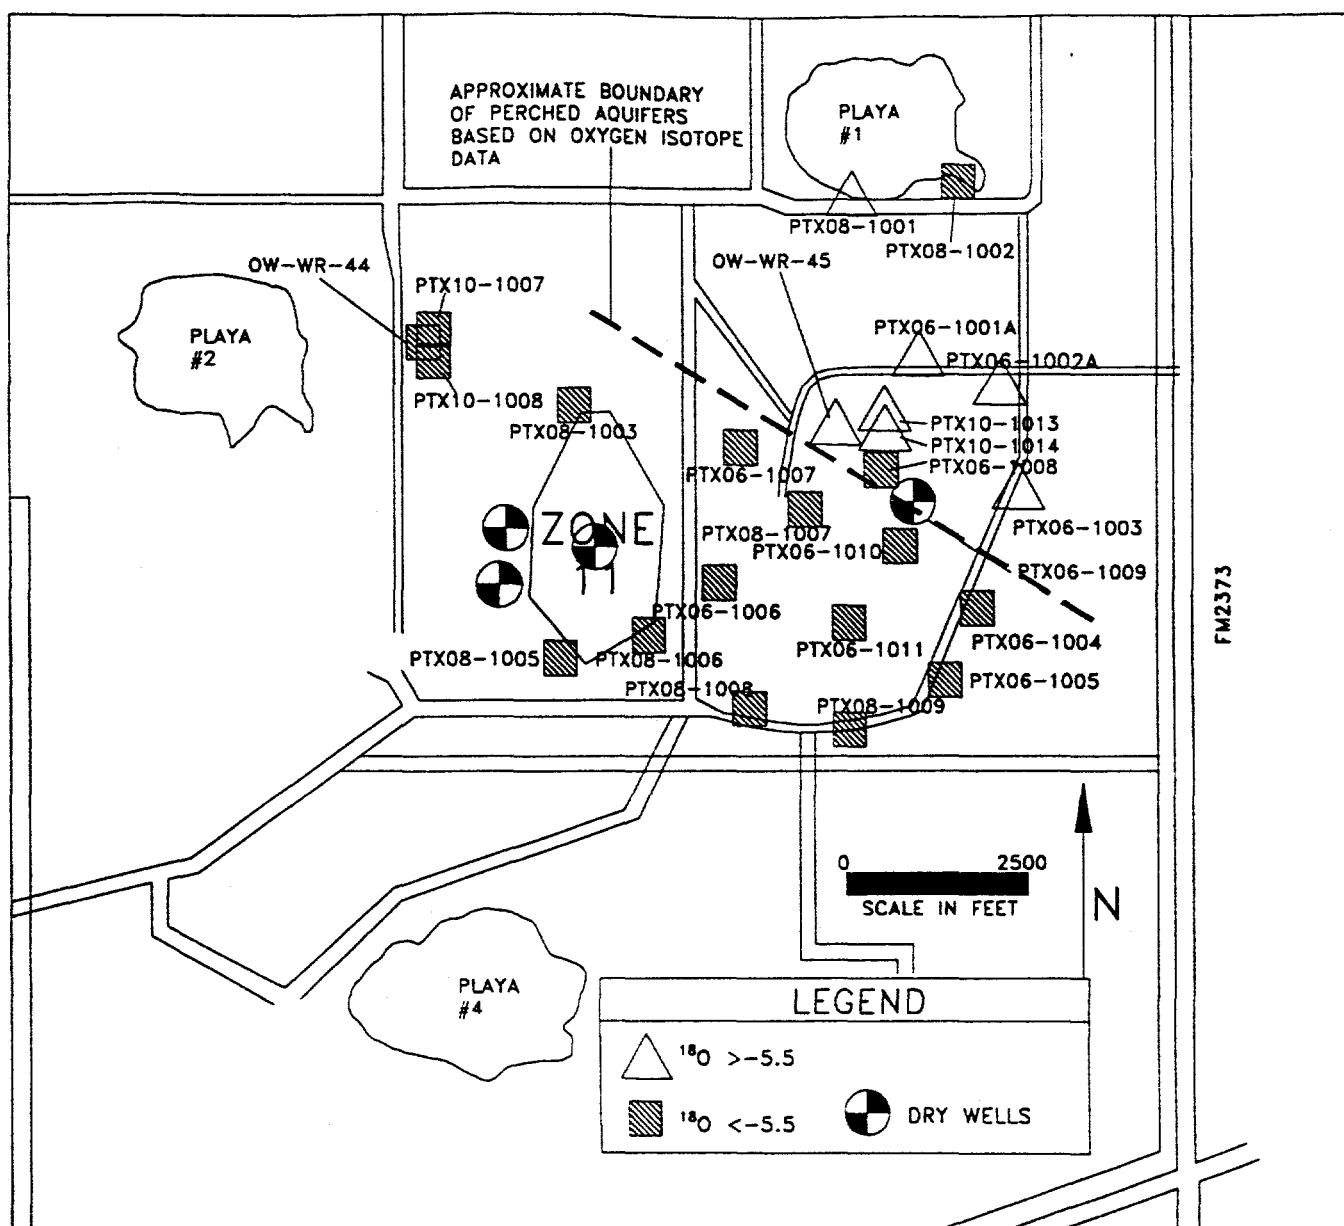 APPROXIMATE BOUNDARY
OF PERCHED AQUIFERS
BASED ON OXYGEN ISOTOPE
DATA
PLAYA
#1
PTX08-1001
PTX08-1002
OW-WR-44
OW-WR-45
PTX10-1007
PLAYA
#2
PTX06-1001A
PTX06-1002A
PTX10-1008
PTX08-1003
PTX10-1013
PTX10-1014
PTX06-1008
PTX06-1007
ZONE
11
PTX08-1007
PTX06-1003
PTX06-1010
PTX06-1009
PTX06-1006
FM2373
PTX06-1004
PTX06-1011
PTX08-1005
PTX08-1006
PTX06-1005
PTX08-1008
PTX08-1009
0 2500
SCALE IN FEET
N
PLAYA
#4
LEGEND
¹⁸O >-5.5
¹⁸O <-5.5
DRY WELLS